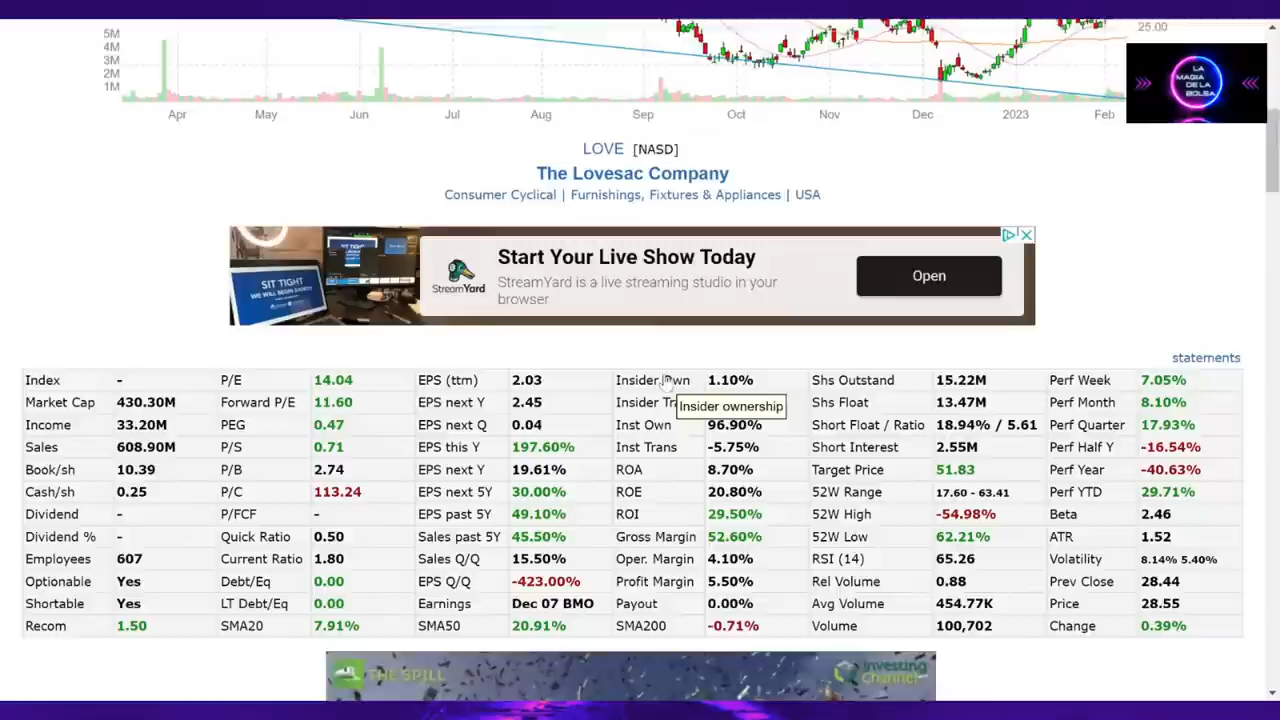 5M
4M
3M
2M
1M
25.00
Apr May Jun Jul Aug Sep Oct Nov Dec 2023 Feb
LA
MAGIA
DE LA
BOLSA
LOVE [NASD]
The Lovesac Company
Consumer Cyclical | Furnishings, Fixtures & Appliances | USA
SIT TIGHT
WE WILL BEGIN SHORTLY
StreamYard
Start Your Live Show Today
StreamYard is a live streaming studio in your
browser
Open
statements
Index - P/E 14.04 EPS (ttm) 2.03 Insider Own 1.10% Shs Outstand 15.22M Perf Week 7.05%
Market Cap 430.30M Forward P/E 11.60 EPS next Y 2.45 Insider Tr Shs Float 13.47M Perf Month 8.10%
Insider ownership
Income 33.20M PEG 0.47 EPS next Q 0.04 Inst Own 96.90% Short Float / Ratio 18.94% / 5.61 Perf Quarter 17.93%
Sales 608.90M P/S 0.71 EPS this Y 197.60% Inst Trans -5.75% Short Interest 2.55M Perf Half Y -16.54%
Book/sh 10.39 P/B 2.74 EPS next Y 19.61% ROA 8.70% Target Price 51.83 Perf Year -40.63%
Cash/sh 0.25 P/C 113.24 EPS next 5Y 30.00% ROE 20.80% 52W Range 17.60 - 63.41 Perf YTD 29.71%
Dividend - P/FCF - EPS past 5Y 49.10% ROI 29.50% 52W High -54.98% Beta 2.46
Dividend % - Quick Ratio 0.50 Sales past 5Y 45.50% Gross Margin 52.60% 52W Low 62.21% ATR 1.52
Employees 607 Current Ratio 1.80 Sales Q/Q 15.50% Oper. Margin 4.10% RSI (14) 65.26 Volatility 8.14% 5.40%
Optionable Yes Debt/Eq 0.00 EPS Q/Q -423.00% Profit Margin 5.50% Rel Volume 0.88 Prev Close 28.44
Shortable Yes LT Debt/Eq 0.00 Earnings Dec 07 BMO Payout 0.00% Avg Volume 454.77K Price 28.55
Recom 1.50 SMA20 7.91% SMA50 20.91% SMA200 -0.71% Volume 100,702 Change 0.39%
THE SPILL
Investing
Channel